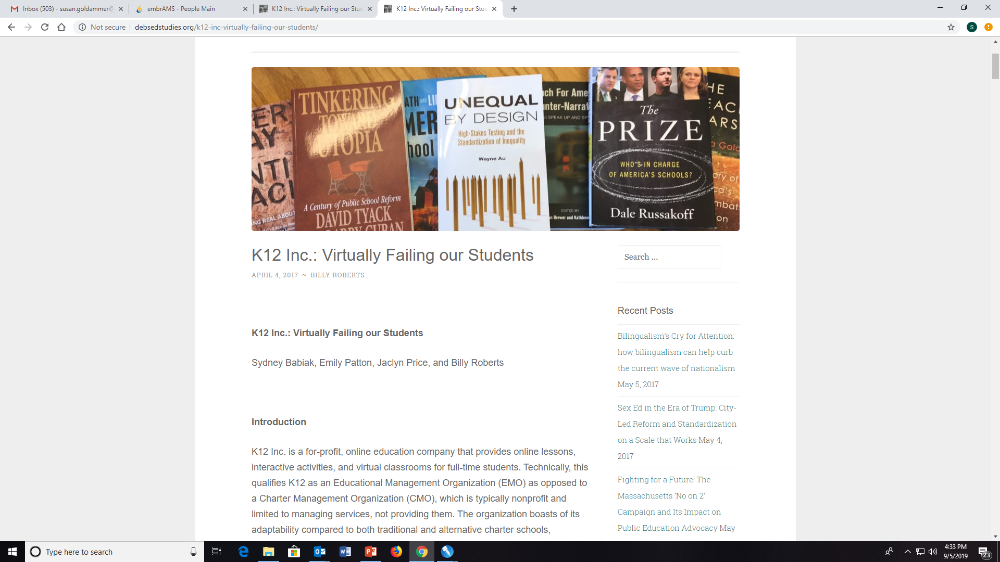 Inbox (503) - susan.goldammer@
embrAMS - People Main
K12 Inc.: Virtually Failing our Stud
K12 Inc.: Virtually Failing our Stud
Not secure
debsedstudies.org/k12-inc-virtually-failing-our-students/
S
TINKERING
TOWARD
UTOPIA
A Century of Public School Reform
DAVID TYACK
LARRY CUBAN
UNEQUAL
BY DESIGN
High-Stakes Testing and the
Standardization of Inequality
Wayne Au
ach For Ame
unter-Narrat
EDITED BY
The
PRIZE
WHO'S IN CHARGE
OF AMERICA'S SCHOOLS?
Dale Russakoff
K12 Inc.: Virtually Failing our Students
APRIL 4, 2017 ~ BILLY ROBERTS
K12 Inc.: Virtually Failing our Students
Sydney Babiak, Emily Patton, Jaclyn Price, and Billy Roberts
Introduction
K12 Inc. is a for-profit, online education company that provides online lessons,
interactive activities, and virtual classrooms for full-time students. Technically, this
qualifies K12 as an Educational Management Organization (EMO) as opposed to
a Charter Management Organization (CMO), which is typically nonprofit and
limited to managing services, not providing them. The organization boasts of its
adaptability compared to both traditional and alternative charter schools,
Search ...
Recent Posts
Bilingualism's Cry for Attention:
how bilingualism can help curb
the current wave of nationalism
May 5, 2017
Sex Ed in the Era of Trump: City-
Led Reform and Standardization
on a Scale that Works May 4,
2017
Fighting for a Future: The
Massachusetts 'No on 2'
Campaign and Its Impact on
Public Education Advocacy May
Type here to search
4:33 PM
9/5/2019
23